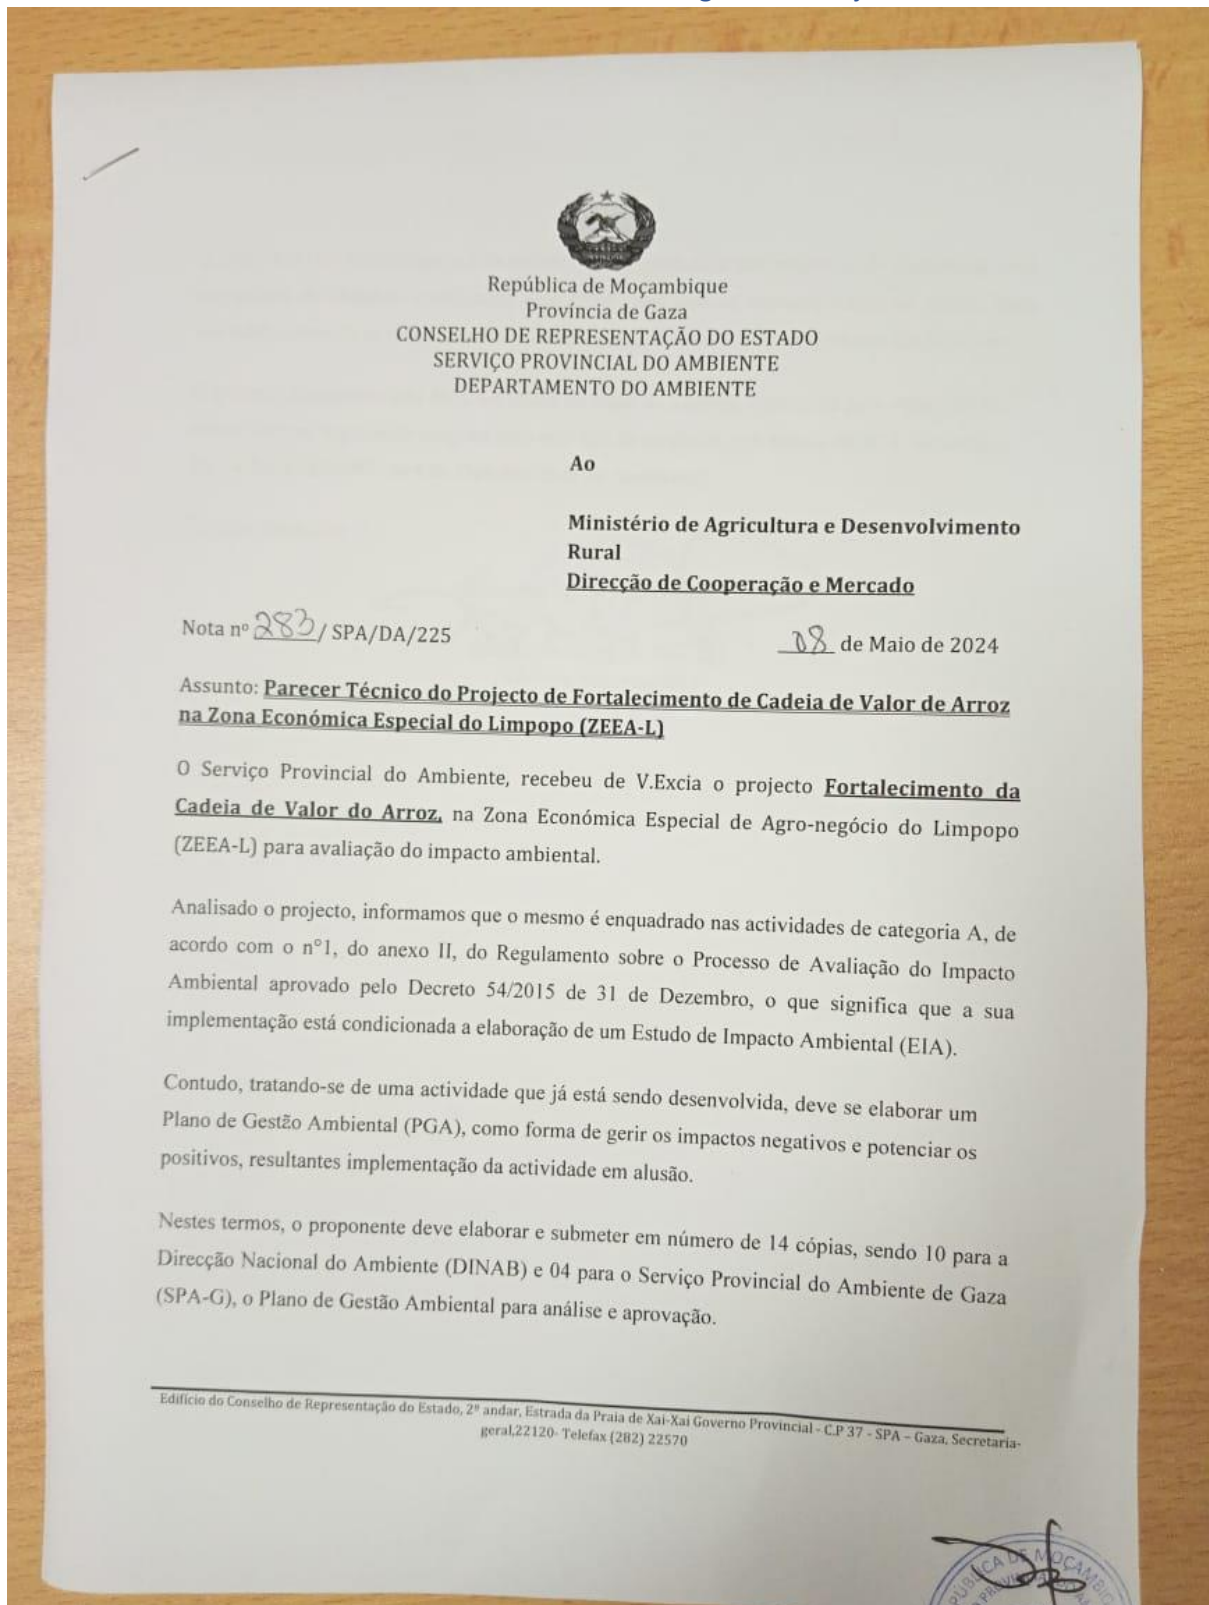 República de Moçambique
Província de Gaza
CONSELHO DE REPRESENTAÇÃO DO ESTADO
SERVIÇO PROVINCIAL DO AMBIENTE
DEPARTAMENTO DO AMBIENTE
Ao
Ministério de Agricultura e Desenvolvimento
Rural
Direcção de Cooperação e Mercado
Nota nº 283/ SPA/DA/225
08 de Maio de 2024
Assunto: Parecer Técnico do Projecto de Fortalecimento de Cadeia de Valor de Arroz
na Zona Económica Especial do Limpopo (ZEEA-L)
O Serviço Provincial do Ambiente, recebeu de V.Excia o projecto Fortalecimento da
Cadeia de Valor do Arroz, na Zona Económica Especial de Agro-negócio do Limpopo
(ZEEA-L) para avaliação do impacto ambiental.
Analisado o projecto, informamos que o mesmo é enquadrado nas actividades de categoria A, de
acordo com o nº1, do anexo II, do Regulamento sobre o Processo de Avaliação do Impacto
Ambiental aprovado pelo Decreto 54/2015 de 31 de Dezembro, o que significa que a sua
implementação está condicionada a elaboração de um Estudo de Impacto Ambiental (EIA).
Contudo, tratando-se de uma actividade que já está sendo desenvolvida, deve se elaborar um
Plano de Gestão Ambiental (PGA), como forma de gerir os impactos negativos e potenciar os
positivos, resultantes implementação da actividade em alusão.
Nestes termos, o proponente deve elaborar e submeter em número de 14 cópias, sendo 10 para a
Direcção Nacional do Ambiente (DINAB) e 04 para o Serviço Provincial do Ambiente de Gaza
(SPA-G), o Plano de Gestão Ambiental para análise e aprovação.
Edifício do Conselho de Representação do Estado, 2º andar, Estrada da Praia de Xai-Xai Governo Provincial - C.P 37 - SPA – Gaza, Secretaria-
geral,22120- Telefax (282) 22570